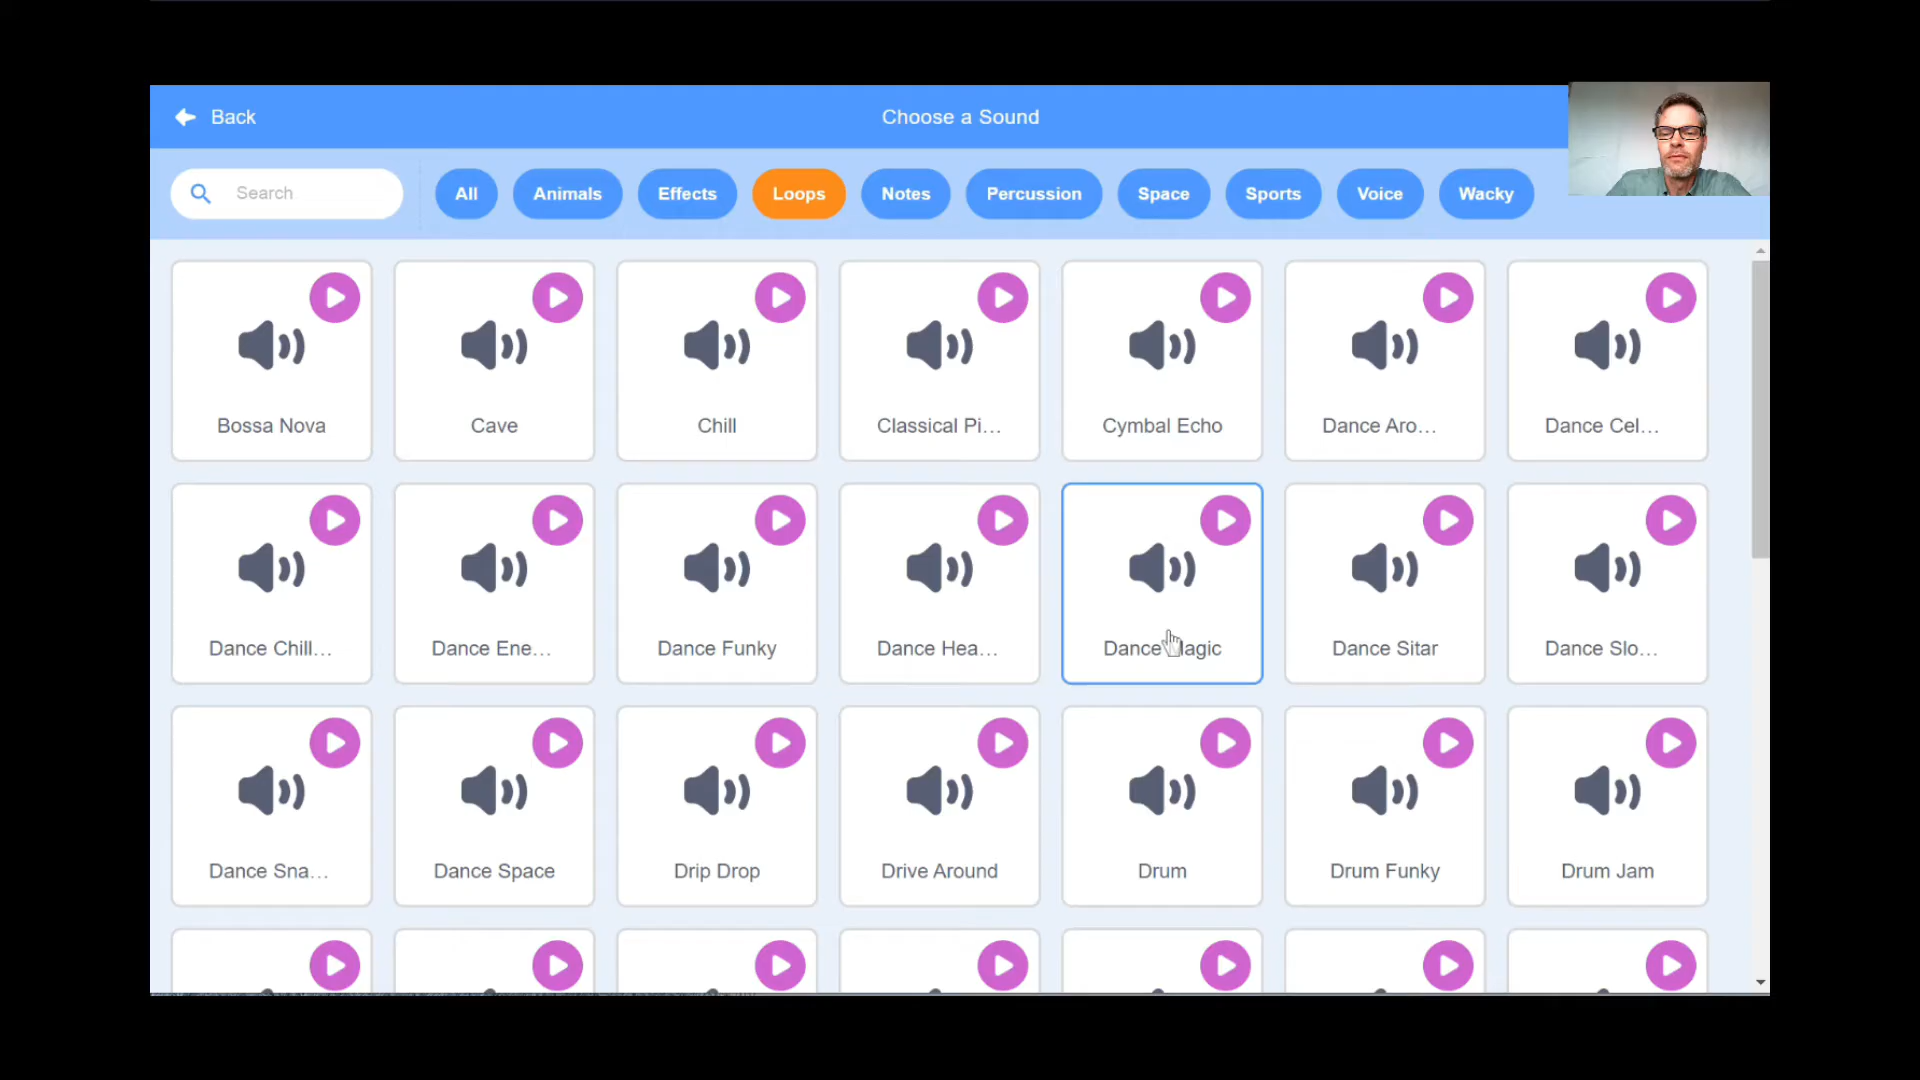 Back
Choose a Sound
Search
All
Animals
Effects
Loops
Notes
Percussion
Space
Sports
Voice
Wacky
Bossa Nova
Cave
Chill
Classical Pi...
Cymbal Echo
Dance Aro...
Dance Cel...
Dance Chill...
Dance Ene...
Dance Funky
Dance Hea...
Dance Magic
Dance Sitar
Dance Slo...
Dance Sna...
Dance Space
Drip Drop
Drive Around
Drum
Drum Funky
Drum Jam